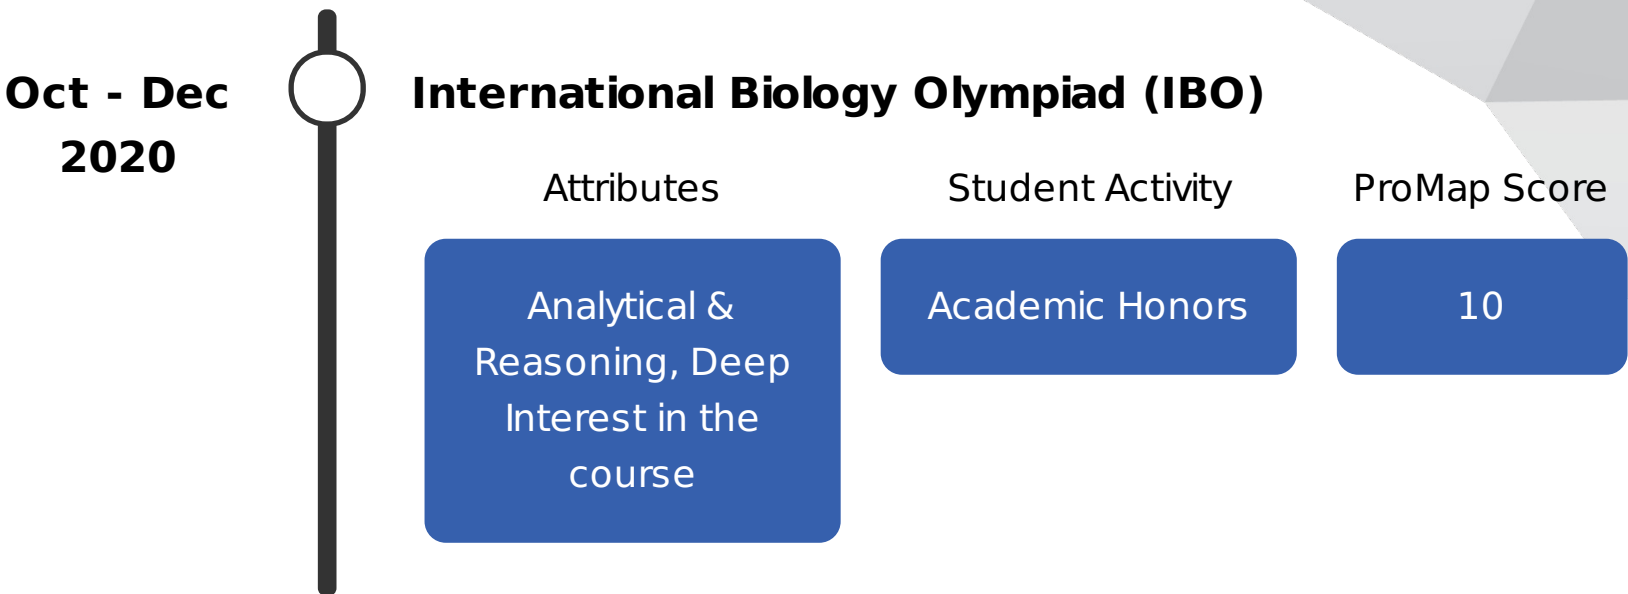 Oct - Dec
2020
International Biology Olympiad (IBO)
Attributes
Student Activity
ProMap Score
Analytical &
Reasoning, Deep
Interest in the
course
Academic Honors
10